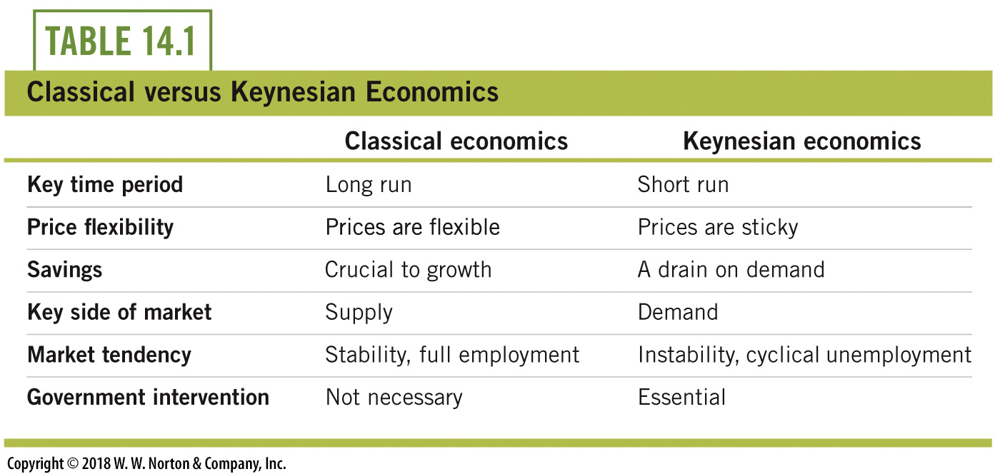 TABLE 14.1
Classical versus Keynesian Economics
Classical economics Keynesian economics
Key time period Long run Short run
Price flexibility Prices are flexible Prices are sticky
Savings Crucial to growth A drain on demand
Key side of market Supply Demand
Market tendency Stability, full employment Instability, cyclical unemployment
Government intervention Not necessary Essential
Copyright © 2018 W. W. Norton & Company, Inc.